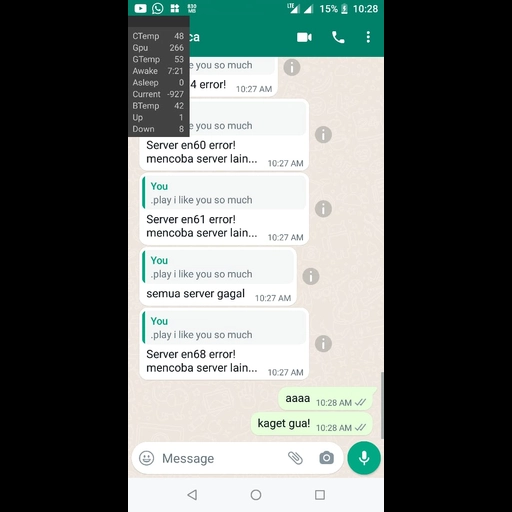 830
MB
LTE
15%
10:28
CTemp 48
Gpu 266
GTemp 53
Awake 7:21
Asleep 0
Current -927
BTemp 42
Up 1
Down 8
ca
e you so much
4 error!
10:27 AM
e you so much
Server en60 error!
mencoba server lain...
10:27 AM
You
.play i like you so much
Server en61 error!
mencoba server lain...
10:27 AM
You
.play i like you so much
semua server gagal
10:27 AM
You
.play i like you so much
Server en68 error!
mencoba server lain...
10:27 AM
aaaa
10:28 AM
kaget gua!
10:28 AM
Message